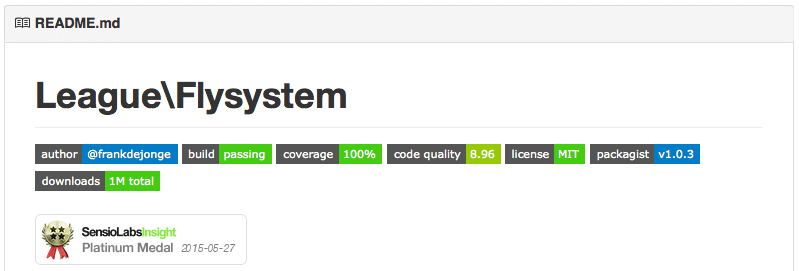 README.md
League\Flysystem
author @frankdejonge build passing coverage 100% code quality 8.96 license MIT packagist v1.0.3
downloads 1M total
SensioLabsInsight
Platinum Medal 2015-05-27